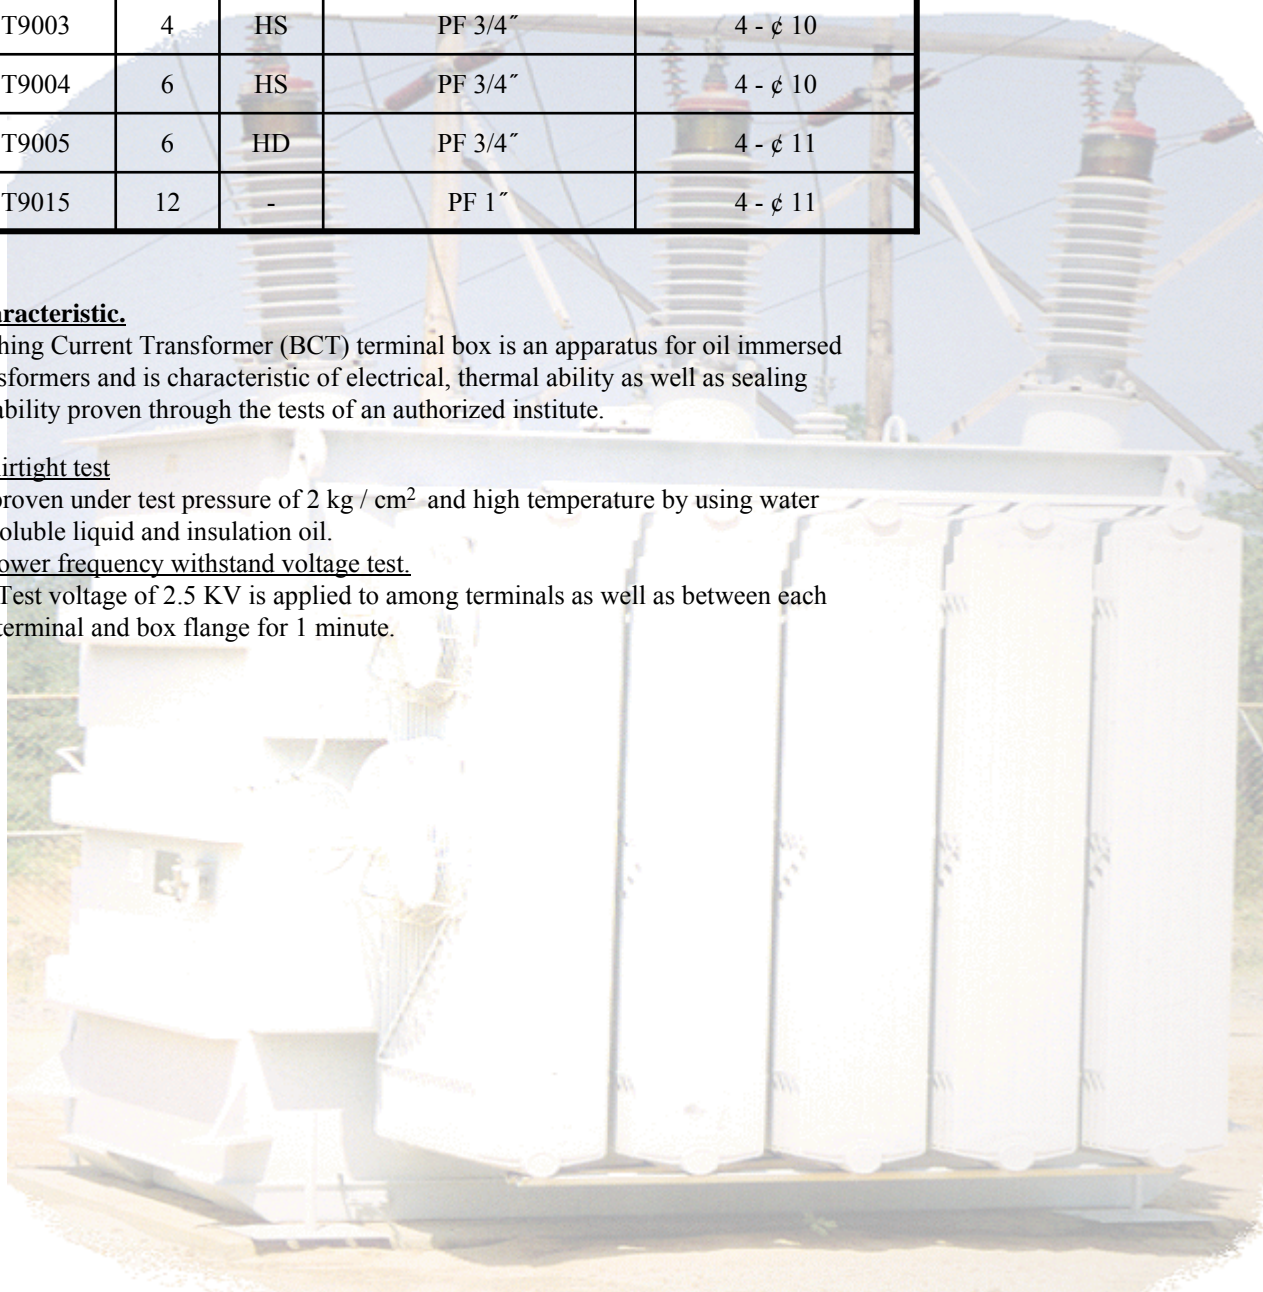 T9003 4 HS PF 3/4˝ 4 - ¢ 10
T9004 6 HS PF 3/4˝ 4 - ¢ 10
T9005 6 HD PF 3/4˝ 4 - ¢ 11
T9015 12 - PF 1˝ 4 - ¢ 11
aracteristic.
hing Current Transformer (BCT) terminal box is an apparatus for oil immersed
sformers and is characteristic of electrical, thermal ability as well as sealing
ability proven through the tests of an authorized institute.
irtight test
proven under test pressure of 2 kg / cm² and high temperature by using water
oluble liquid and insulation oil.
ower frequency withstand voltage test.
Test voltage of 2.5 KV is applied to among terminals as well as between each
terminal and box flange for 1 minute.